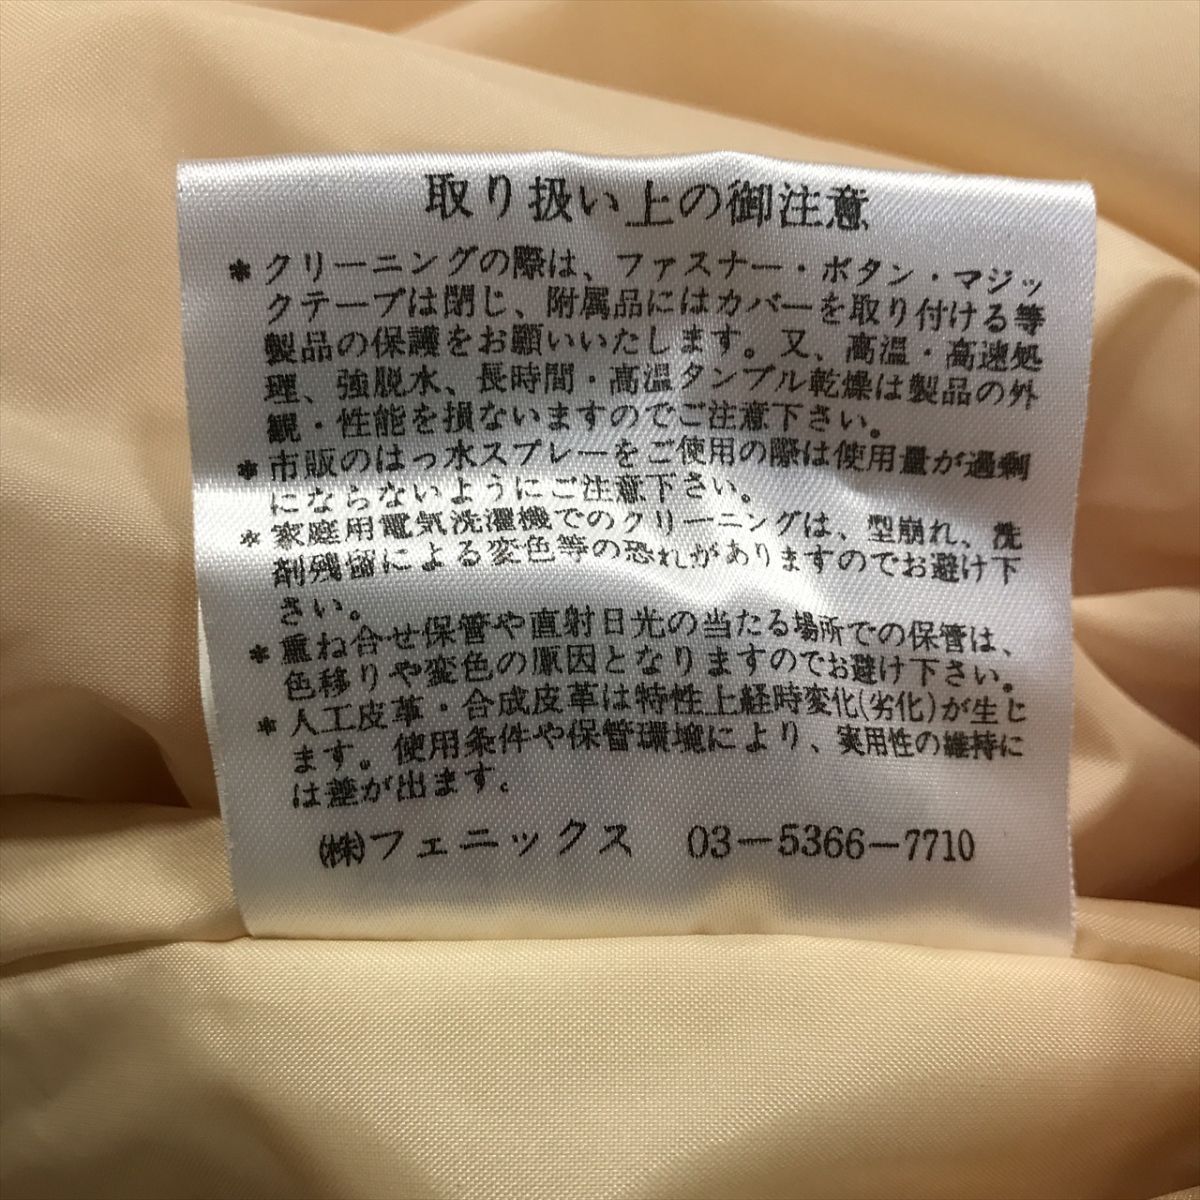 取り扱い上の御注意
＊クリーニングの際は、ファスナー・ボタン・マジッ
クテープは閉じ、附属品にはカバーを取り付ける等
製品の保護をお願いいたします。又、高温・高速処
理、強脱水、長時間・高温タンブル乾燥は製品の外
観・性能を損ないますのでご注意下さい。
＊市販のはっ水スプレーをご使用の際は使用量が過剰
にならないようにご注意下さい。
＊家庭用電気洗濯機でのクリーニングは、型崩れ、洗
剤残留による変色等の恐れがありますのでお避け下
さい。
＊重ね合せ保管や直射日光の当たる場所での保管は、
色移りや変色の原因となりますのでお避け下さい。
＊人工皮革・合成皮革は特性上経時変化(劣化)が生じ
ます。使用条件や保管環境により、実用性の維持に
は差が出ます。
㈱フェニックス 03-5366-7710